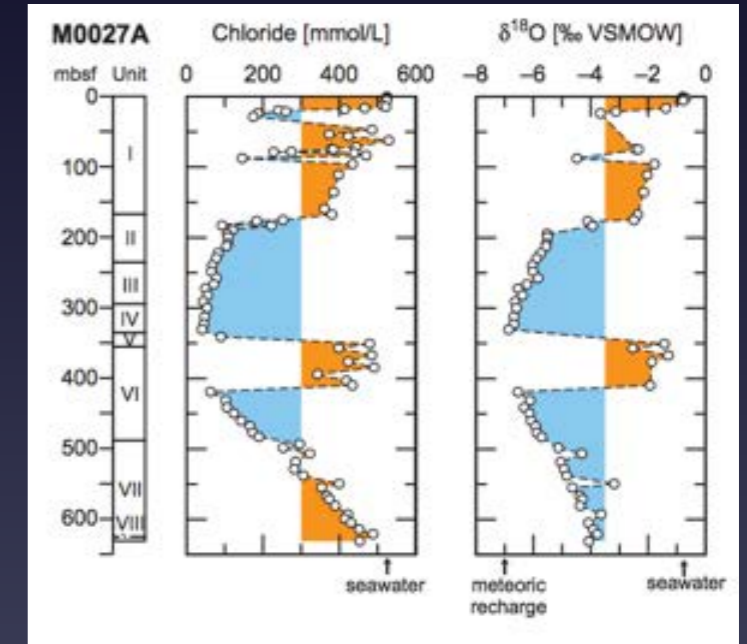 M0027A Chloride [mmol/L] δ18O [‰ VSMOW]
mbsf Unit 0 200 400 600 –8 –6 –4 –2 0
0
I
100
200 II
III
300
IV
V
400 VI
500
VII
600 VIII
seawater meteoric recharge seawater